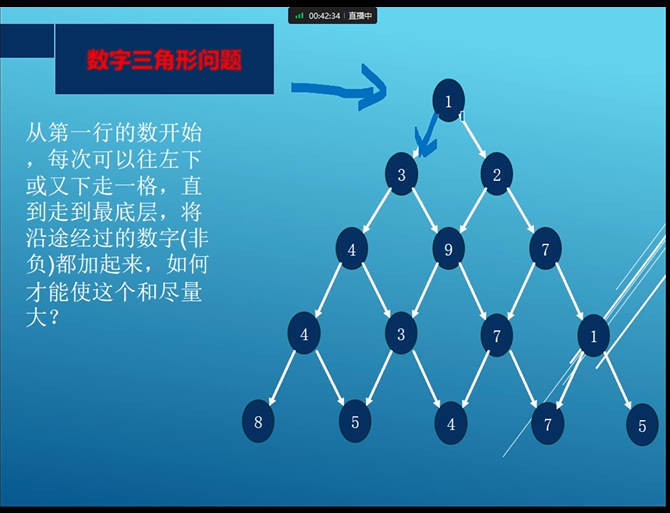 00:42:34 直播中
数字三角形问题
从第一行的数开始
,每次可以往左下
或又下走一格,直
到走到最底层,将
沿途经过的数字(非
负)都加起来,如何
才能使这个和尽量
大?
1
3 2
4 9 7
4 3 7 1
8 5 4 7 5